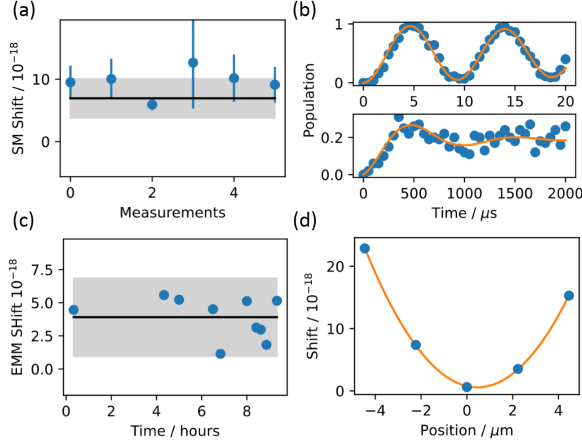 (a)
SM Shift / 10⁻¹⁸
10
0
0 2 4
Measurements
(b)
Population
1
0
0 5 10 15 20
0.2
0.0
0 500 1000 1500 2000
Time / μs
(c)
EMM SHift 10⁻¹⁸
7.5
5.0
2.5
0.0
0 2 4 6 8
Time / hours
(d)
Shift / 10⁻¹⁸
20
10
0
−4 −2 0 2 4
Position / μm